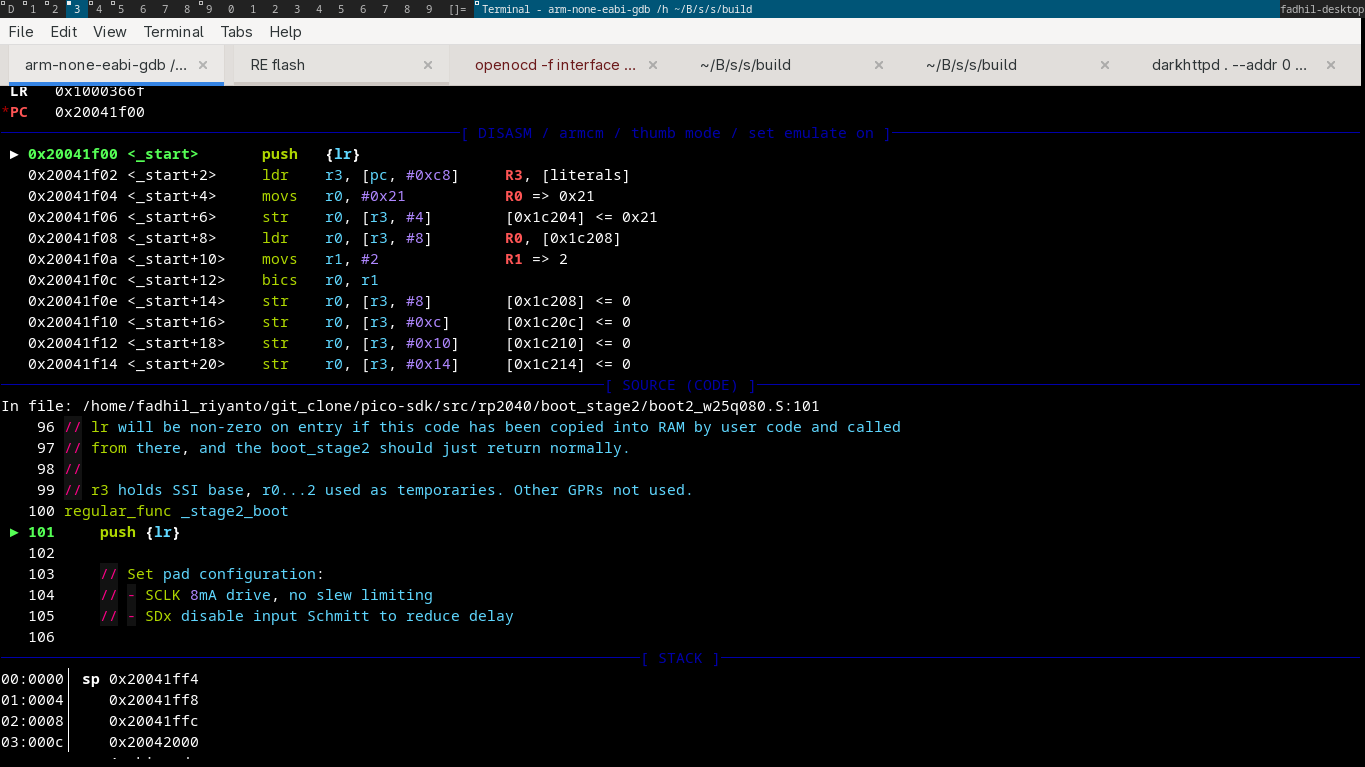 D 1 2 3 4 5 6 7 8 9 0 1 2 3 4 5 6 7 8 9 []= Terminal - arm-none-eabi-gdb /h ~/B/s/s/build fadhil-desktop
File Edit View Terminal Tabs Help
arm-none-eabi-gdb /... × RE flash × openocd -f interface ... × ~/B/s/s/build × ~/B/s/s/build × darkhttpd . --addr 0 ... ×
LR 0x1000366f
*PC 0x20041f00
[ DISASM / armcm / thumb mode / set emulate on ]
► 0x20041f00 <_start> push {lr}
0x20041f02 <_start+2> ldr r3, [pc, #0xc8] R3, [literals]
0x20041f04 <_start+4> movs r0, #0x21 R0 => 0x21
0x20041f06 <_start+6> str r0, [r3, #4] [0x1c204] <= 0x21
0x20041f08 <_start+8> ldr r0, [r3, #8] R0, [0x1c208]
0x20041f0a <_start+10> movs r1, #2 R1 => 2
0x20041f0c <_start+12> bics r0, r1
0x20041f0e <_start+14> str r0, [r3, #8] [0x1c208] <= 0
0x20041f10 <_start+16> str r0, [r3, #0xc] [0x1c20c] <= 0
0x20041f12 <_start+18> str r0, [r3, #0x10] [0x1c210] <= 0
0x20041f14 <_start+20> str r0, [r3, #0x14] [0x1c214] <= 0
[ SOURCE (CODE) ]
In file: /home/fadhil_riyanto/git_clone/pico-sdk/src/rp2040/boot_stage2/boot2_w25q080.S:101
96 // lr will be non-zero on entry if this code has been copied into RAM by user code and called
97 // from there, and the boot_stage2 should just return normally.
98 //
99 // r3 holds SSI base, r0...2 used as temporaries. Other GPRs not used.
100 regular_func _stage2_boot
► 101 push {lr}
102
103 // Set pad configuration:
104 // - SCLK 8mA drive, no slew limiting
105 // - SDx disable input Schmitt to reduce delay
106
[ STACK ]
00:0000│ sp 0x20041ff4
01:0004│ 0x20041ff8
02:0008│ 0x20041ffc
03:000c│ 0x20042000